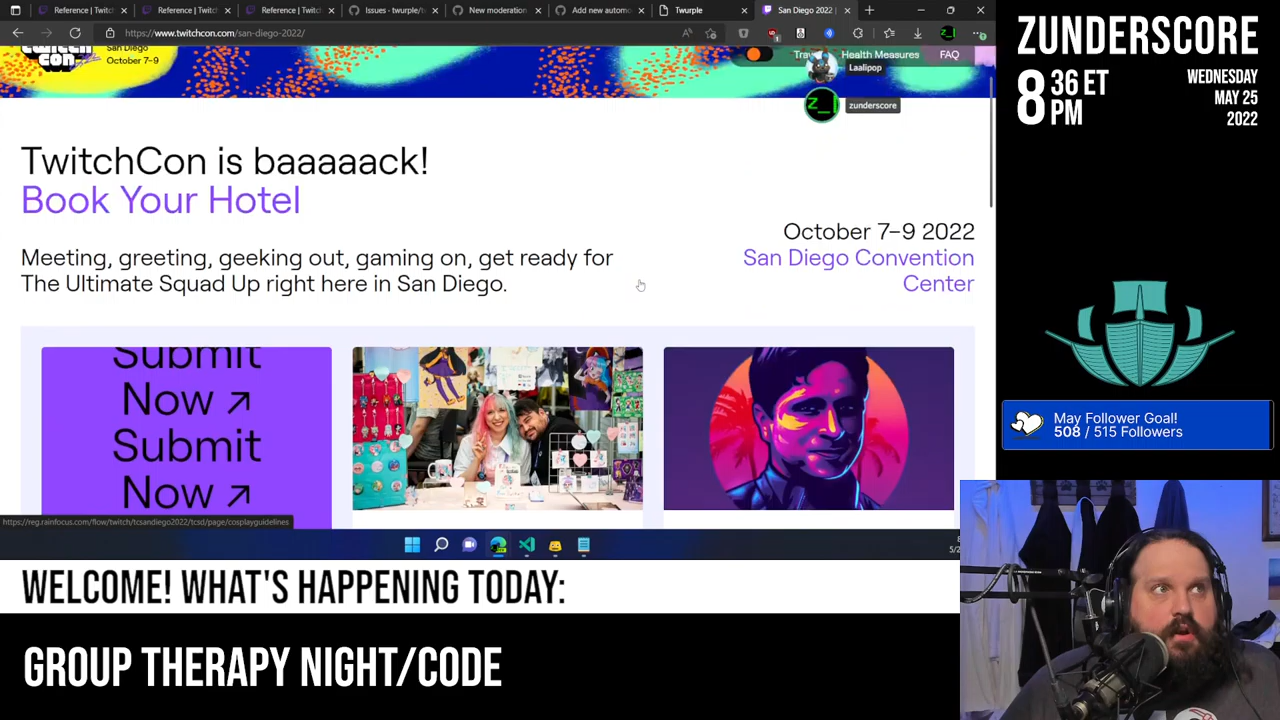 Reference | Twitch
Reference | Twitch
Reference | Twitch
Issues - twurple/
New moderation
Add new automo
Twurple
San Diego 2022 |
https://www.twitchcon.com/san-diego-2022/
twitch
con
San Diego
October 7-9
Health Measures
FAQ
Laalipop
zunderscore
TwitchCon is baaaaack!
Book Your Hotel
Meeting, greeting, geeking out, gaming on, get ready for
The Ultimate Squad Up right here in San Diego.
October 7–9 2022
San Diego Convention
Center
Submit
Now ↗
Submit
Now ↗
https://reg.rainfocus.com/flow/twitch/tcsandiego2022/tcsd/page/cosplayguidelines
ZUNDERSCORE
8 36 ET
PM
WEDNESDAY
MAY 25
2022
May Follower Goal!
508 / 515 Followers
WELCOME! WHAT'S HAPPENING TODAY:
GROUP THERAPY NIGHT/CODE